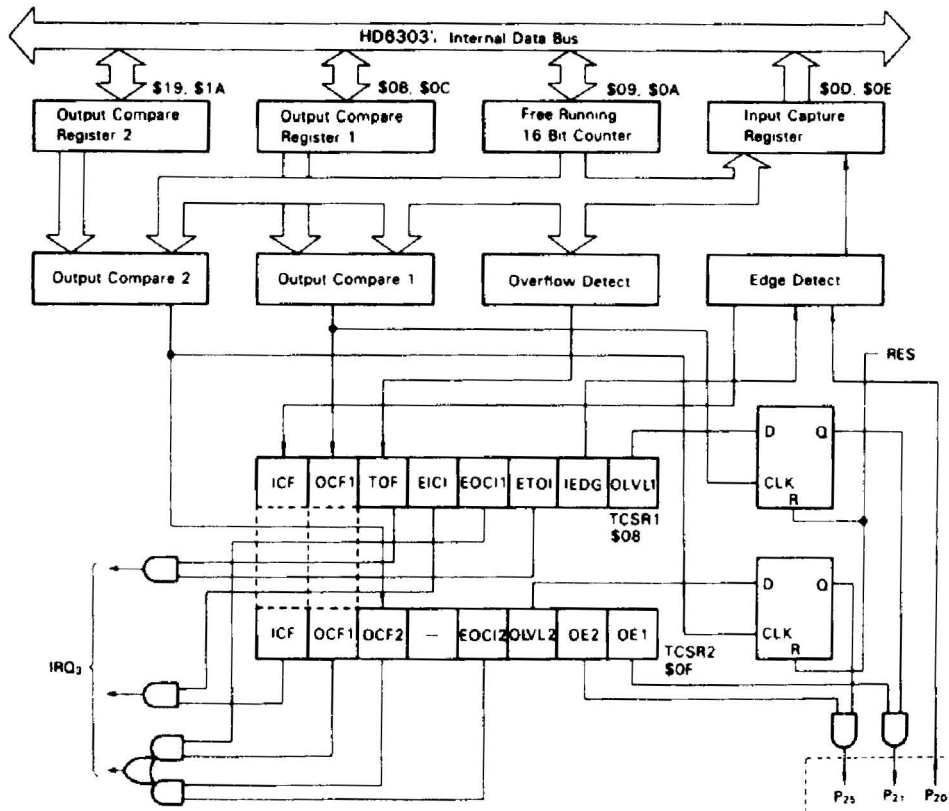 HD6303', Internal Data Bus
$19, $1A
$0B, $0C
$09, $0A
$0D, $0E
Output Compare
Register 2
Output Compare
Register 1
Free Running
16 Bit Counter
Input Capture
Register
Output Compare 2
Output Compare 1
Overflow Detect
Edge Detect
RES
D Q
CLK
R
ICF OCF1 TOF EICI EOCI1 ETOI IEDG OLVL1
TCSR1
$08
D Q
CLK
R
ICF OCF1 OCF2 — EOCI2 OLVL2 OE2 OE1
TCSR2
$0F
IRQ3
P25 P21 P20